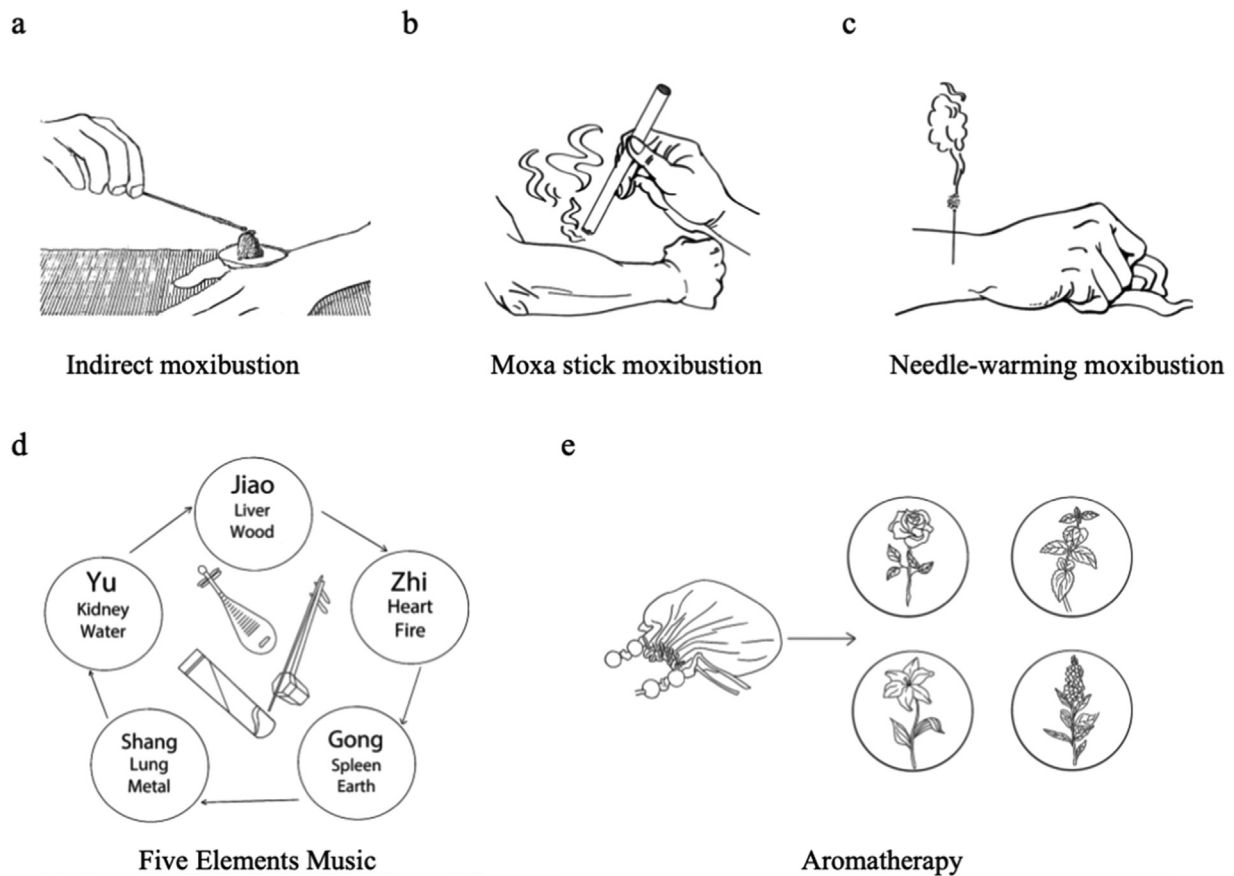 a
b
c
Indirect moxibustion
Moxa stick moxibustion
Needle-warming moxibustion
d
e
Jiao
Liver
Wood
Zhi
Heart
Fire
Gong
Spleen
Earth
Shang
Lung
Metal
Yu
Kidney
Water
Five Elements Music
Aromatherapy